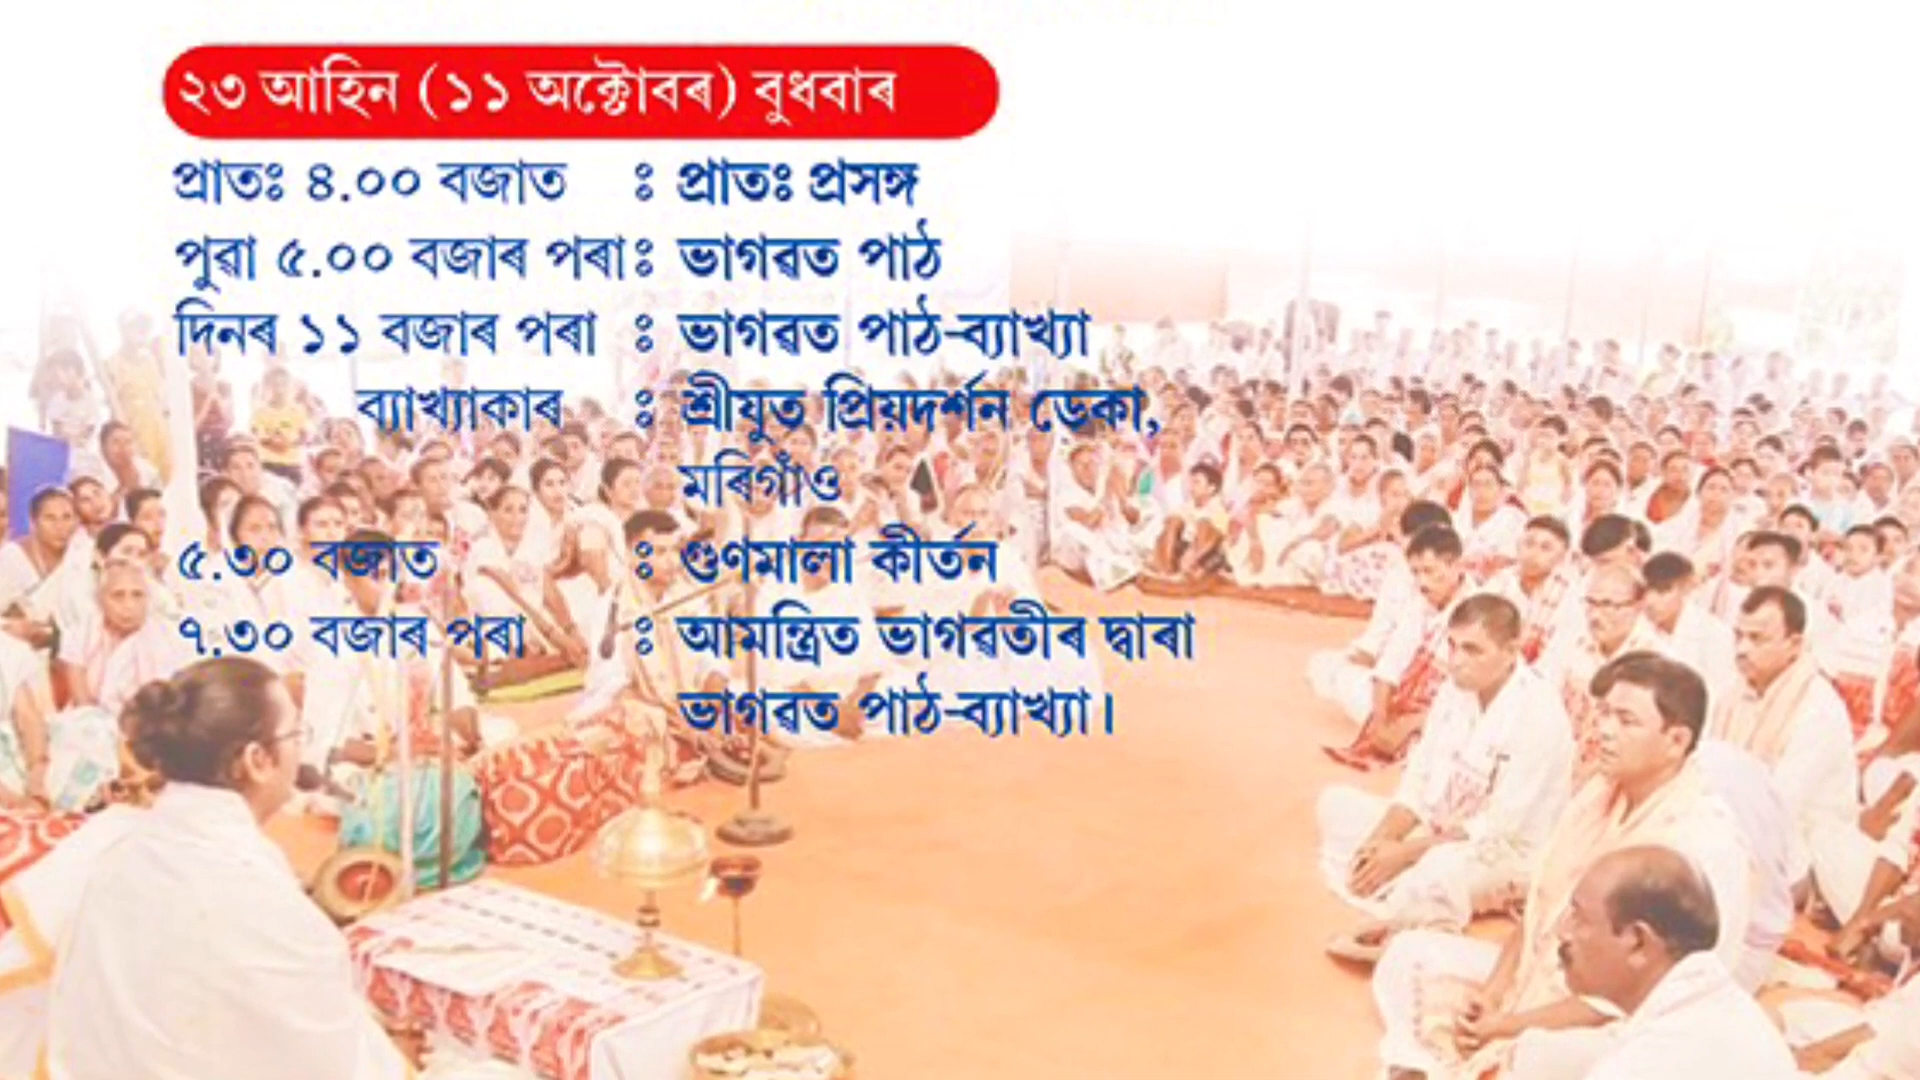 ২৩ আহিন (১১ অক্টোবৰ) বুধবাৰ
প্ৰাতঃ ৪.০০ বজাত ঃ প্ৰাতঃ প্ৰসঙ্গ
পুৱা ৫.০০ বজাৰ পৰা ঃ ভাগৱত পাঠ
দিনৰ ১১ বজাৰ পৰা ঃ ভাগৱত পাঠ-ব্যাখ্যা
ব্যাখ্যাকাৰ ঃ শ্ৰীযুত প্ৰিয়দৰ্শন ডেকা,
মৰিগাঁও
৫.৩০ বজাত ঃ গুণমালা কীৰ্তন
৭.৩০ বজাৰ পৰা ঃ আমন্ত্ৰিত ভাগৱতীৰ দ্বাৰা
ভাগৱত পাঠ-ব্যাখ্যা।